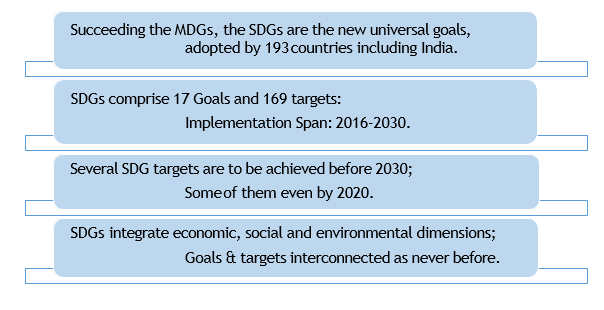 Succeeding the MDGs, the SDGs are the new universal goals,
adopted by 193 countries including India.
SDGs comprise 17 Goals and 169 targets:
Implementation Span: 2016-2030.
Several SDG targets are to be achieved before 2030;
Some of them even by 2020.
SDGs integrate economic, social and environmental dimensions;
Goals & targets interconnected as never before.